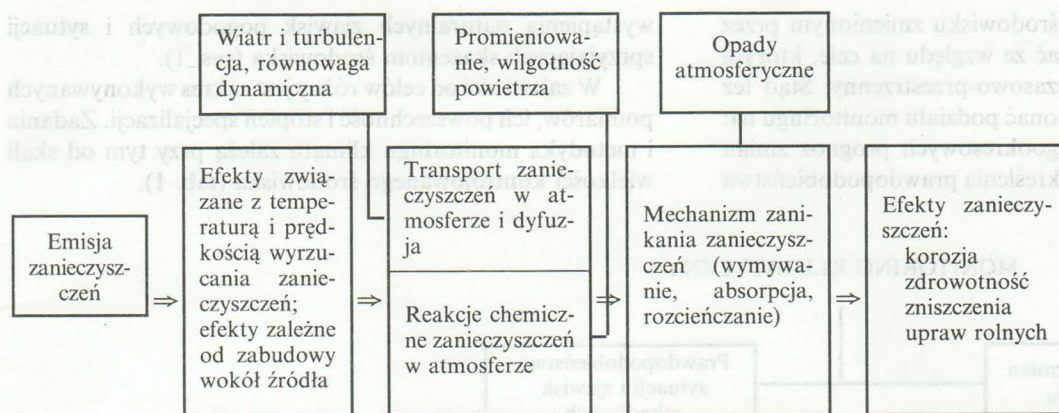 Wiatr i turbulen-
cja, równowaga
dynamiczna
Promieniowa-
nie, wilgotność
powietrza
Opady
atmosferyczne
Emisja
zanieczysz-
czeń
⇒
Efekty zwią-
zane z tempe-
raturą i pręd-
kością wyrzu-
cania zanie-
czyszczeń;
efekty zależne
od zabudowy
wokół źródła
⇒
Transport zanie-
czyszczeń w at-
mosferze i dyfuz-
ja
Reakcje chemicz-
ne zanieczyszczeń
w atmosferze
⇒
Mechanizm zani-
kania zanieczysz-
czeń (wymywa-
nie, absorpcja,
rozcieńczanie)
⇒
Efekty zanieczy-
szczeń:
korozja
zdrowotność
zniszczenia
upraw rolnych